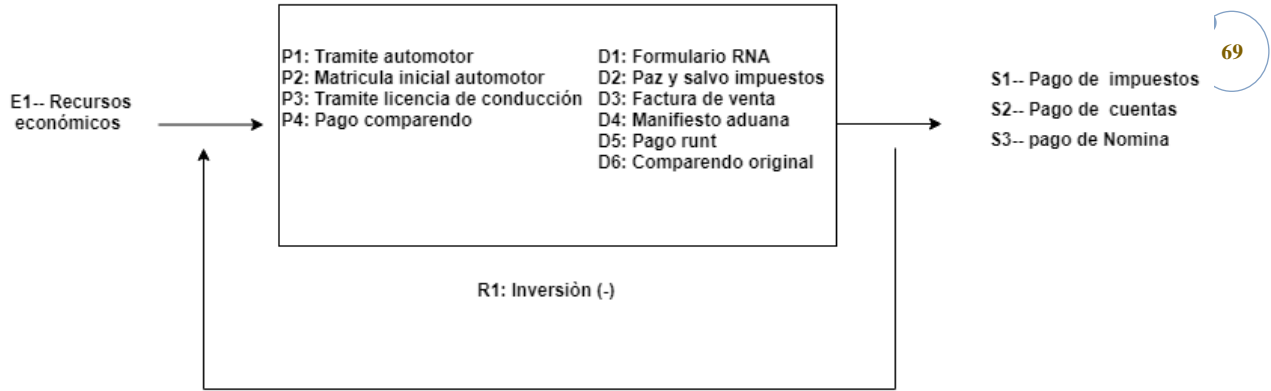 69
E1-- Recursos
económicos
P1: Tramite automotor
P2: Matricula inicial automotor
P3: Tramite licencia de conducción
P4: Pago comparendo
D1: Formulario RNA
D2: Paz y salvo impuestos
D3: Factura de venta
D4: Manifiesto aduana
D5: Pago runt
D6: Comparendo original
S1-- Pago de impuestos
S2-- Pago de cuentas
S3-- pago de Nomina
R1: Inversiòn (-)